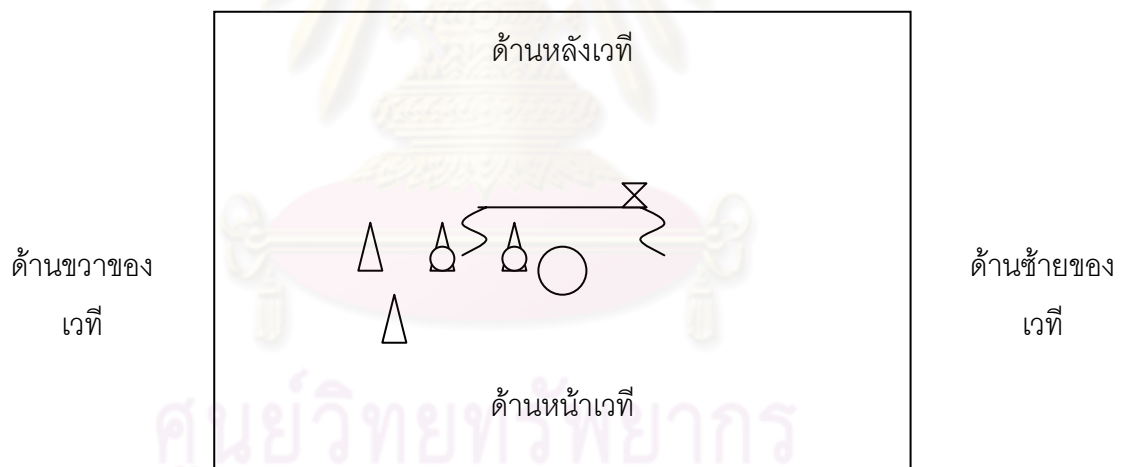 ด้านหลังเวที
ด้านขวาของ
เวที
ด้านซ้ายของ
เวที
ด้านหน้าเวที
ศูนย์วิทยทรัพยากร